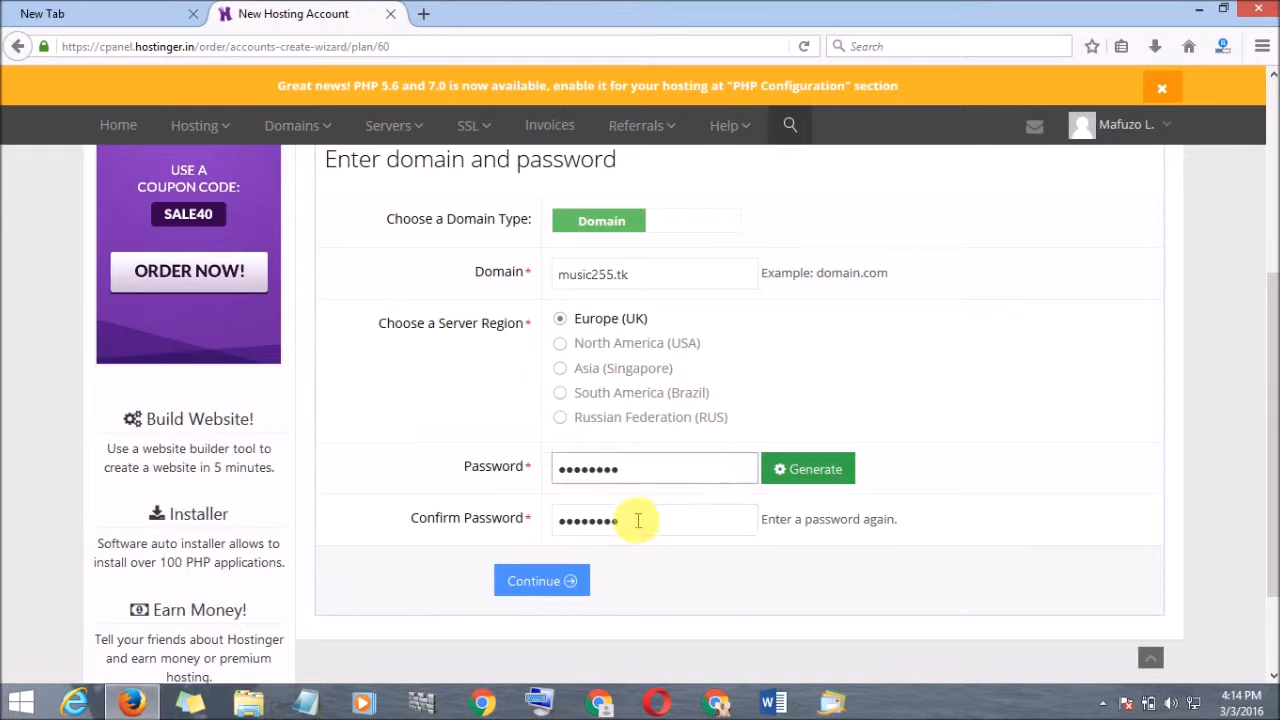 New Tab
New Hosting Account
https://cpanel.hostinger.in/order/accounts-create-wizard/plan/60
Search
Great news! PHP 5.6 and 7.0 is now available, enable it for your hosting at "PHP Configuration" section
Home
Hosting
Domains
Servers
SSL
Invoices
Referrals
Help
Mafuzo L.
USE A
COUPON CODE:
SALE40
ORDER NOW!
Build Website!
Use a website builder tool to
create a website in 5 minutes.
Installer
Software auto installer allows to
install over 100 PHP applications.
Earn Money!
Tell your friends about Hostinger
and earn money or premium
hosting.
Enter domain and password
Choose a Domain Type:
Domain
Domain*
music255.tk
Example: domain.com
Choose a Server Region*
Europe (UK)
North America (USA)
Asia (Singapore)
South America (Brazil)
Russian Federation (RUS)
Password*
••••••••
Generate
Confirm Password*
••••••••
Enter a password again.
Continue
4:14 PM
3/3/2016